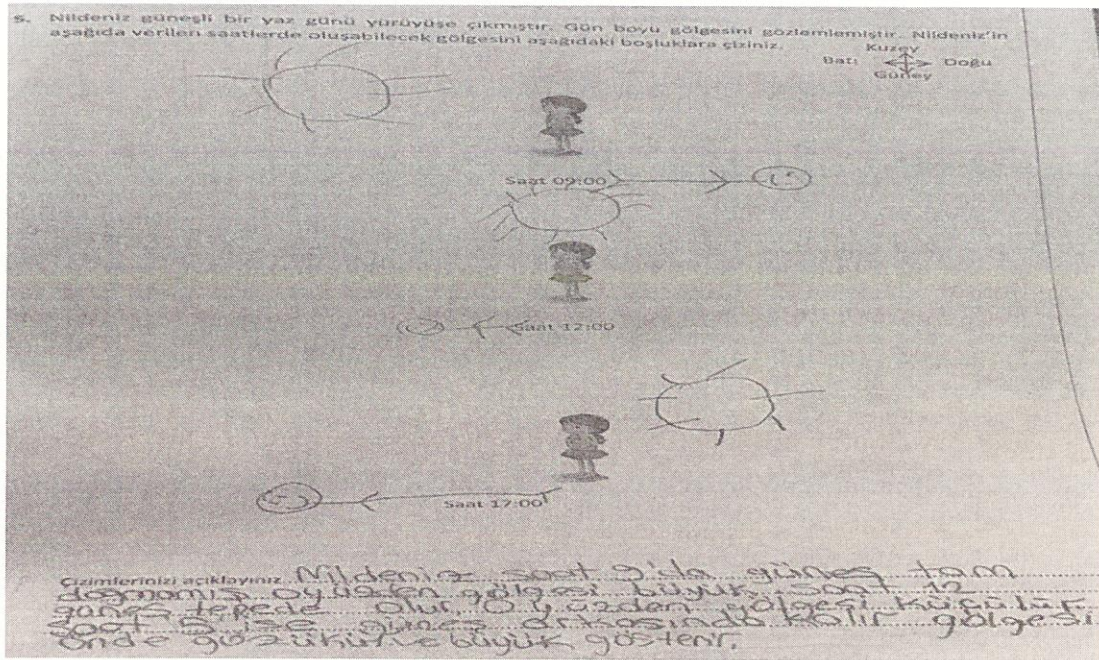 5. Nildeniz güneşli bir yaz günü yürüyüşe çıkmıştır. Gün boyu gölgesini gözlemlemiştir. Nildeniz'in
aşağıda verilen saatlerde oluşabilecek gölgesini aşağıdaki boşluklara çiziniz.
Kuzey
Batı Doğu
Güney
Saat 09:00
Saat 12:00
Saat 17:00
Çizimlerinizi açıklayınız Nildeniz saat 9'da güneş tam
doğmamış oyüzden gölgesi büyük, saat 12
güneş tepede olur. O yüzden gölgesi küçülür
Saat 5 ise güneş arkasında kalır gölgesi
önde gözükür büyük gösterir.